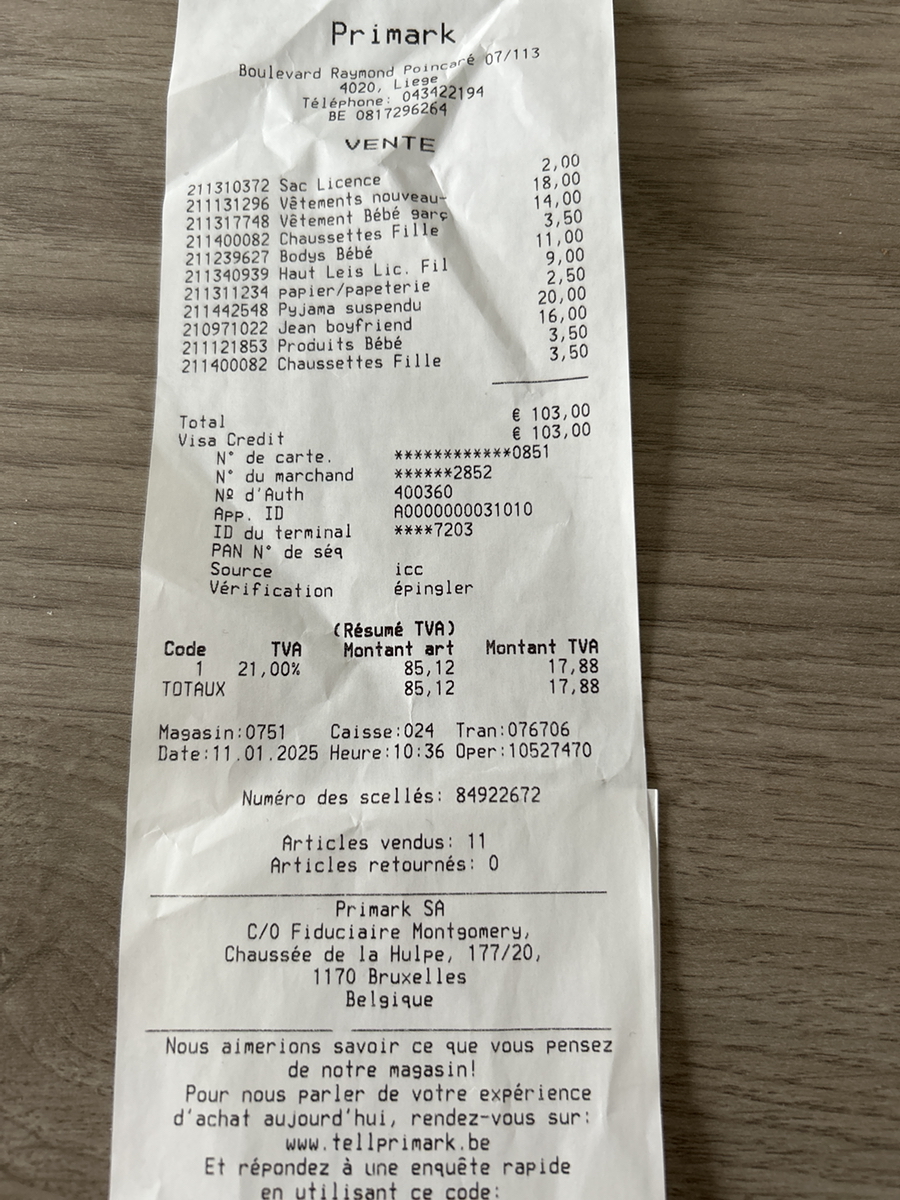 Primark
Boulevard Raymond Poincaré 07/113
4020, Liege
Téléphone: 043422194
BE 0817296264
VENTE
211310372 Sac Licence 2,00
211131296 Vêtements nouveau- 18,00
211317748 Vêtement Bébé garç 14,00
211400082 Chaussettes Fille 3,50
211239627 Bodys Bébé 11,00
211340939 Haut Leis Lic. Fil 9,00
211311234 papier/papeterie 2,50
211442548 Pyjama suspendu 20,00
210971022 Jean boyfriend 16,00
211121853 Produits Bébé 3,50
211400082 Chaussettes Fille 3,50
Total € 103,00
Visa Credit € 103,00
N° de carte. ************0851
N° du marchand ******2852
Nº d'Auth 400360
App. ID A0000000031010
ID du terminal ****7203
PAN N° de séq
Source icc
Vérification épingler
(Résumé TVA)
Code TVA Montant art Montant TVA
1 21,00% 85,12 17,88
TOTAUX 85,12 17,88
Magasin:0751 Caisse:024 Tran:076706
Date:11.01.2025 Heure:10:36 Oper:10527470
Numéro des scellés: 84922672
Articles vendus: 11
Articles retournés: 0
Primark SA
C/O Fiduciaire Montgomery,
Chaussée de la Hulpe, 177/20,
1170 Bruxelles
Belgique
Nous aimerions savoir ce que vous pensez
de notre magasin!
Pour nous parler de votre expérience
d'achat aujourd'hui, rendez-vous sur:
www.tellprimark.be
Et répondez à une enquête rapide
en utilisant ce code: